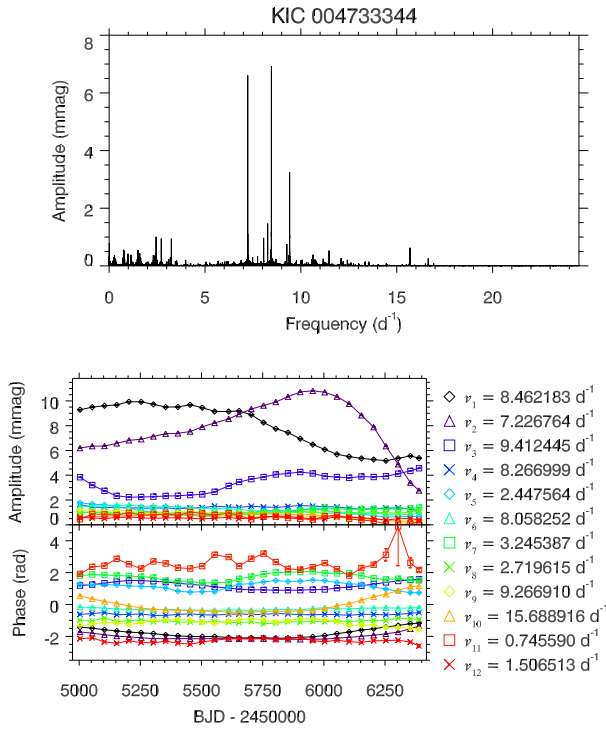 KIC 004733344
8
6
4
2
0
Amplitude (mmag)
0 5 10 15 20
Frequency (d⁻¹)
10
8
6
4
2
0
Amplitude (mmag)
4
2
0
-2
Phase (rad)
5000 5250 5500 5750 6000 6250
BJD - 2450000
ν₁ = 8.462183 d⁻¹
ν₂ = 7.226764 d⁻¹
ν₃ = 9.412445 d⁻¹
ν₄ = 8.266999 d⁻¹
ν₅ = 2.447564 d⁻¹
ν₆ = 8.058252 d⁻¹
ν₇ = 3.245387 d⁻¹
ν₈ = 2.719615 d⁻¹
ν₉ = 9.266910 d⁻¹
ν₁₀ = 15.688916 d⁻¹
ν₁₁ = 0.745590 d⁻¹
ν₁₂ = 1.506513 d⁻¹